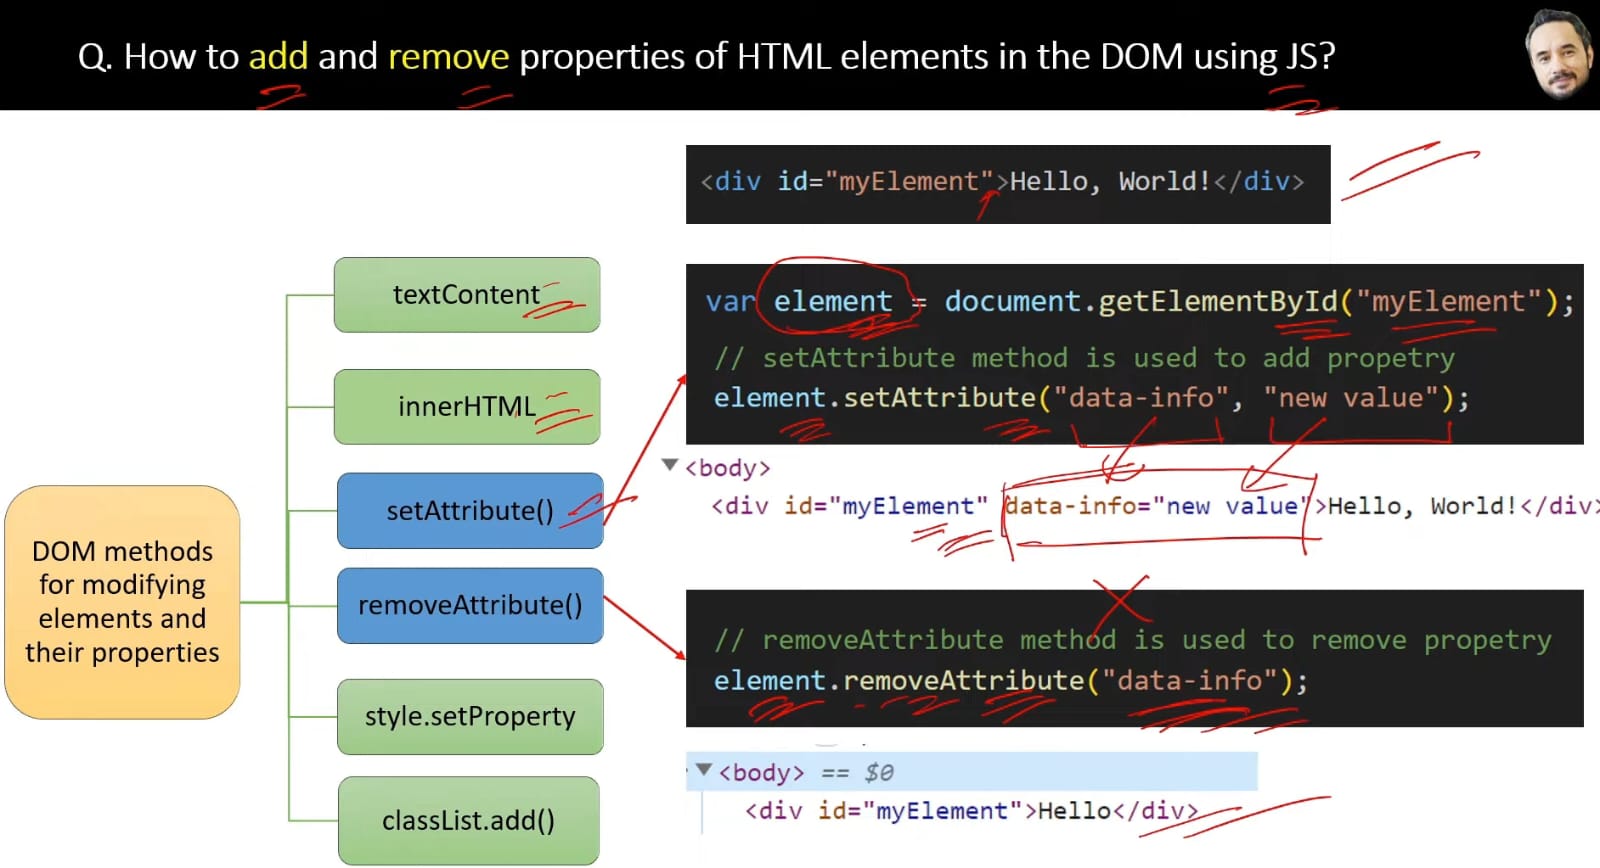 Q. How to add and remove properties of HTML elements in the DOM using JS?
<div id="myElement">Hello, World!</div>
textContent
innerHTML
setAttribute()
removeAttribute()
style.setProperty
classList.add()
DOM methods
for modifying
elements and
their properties
var element = document.getElementById("myElement");
// setAttribute method is used to add propetry
element.setAttribute("data-info", "new value");
<body>
<div id="myElement" data-info="new value">Hello, World!</div>
// removeAttribute method is used to remove propetry
element.removeAttribute("data-info");
<body> == $0
<div id="myElement">Hello</div>